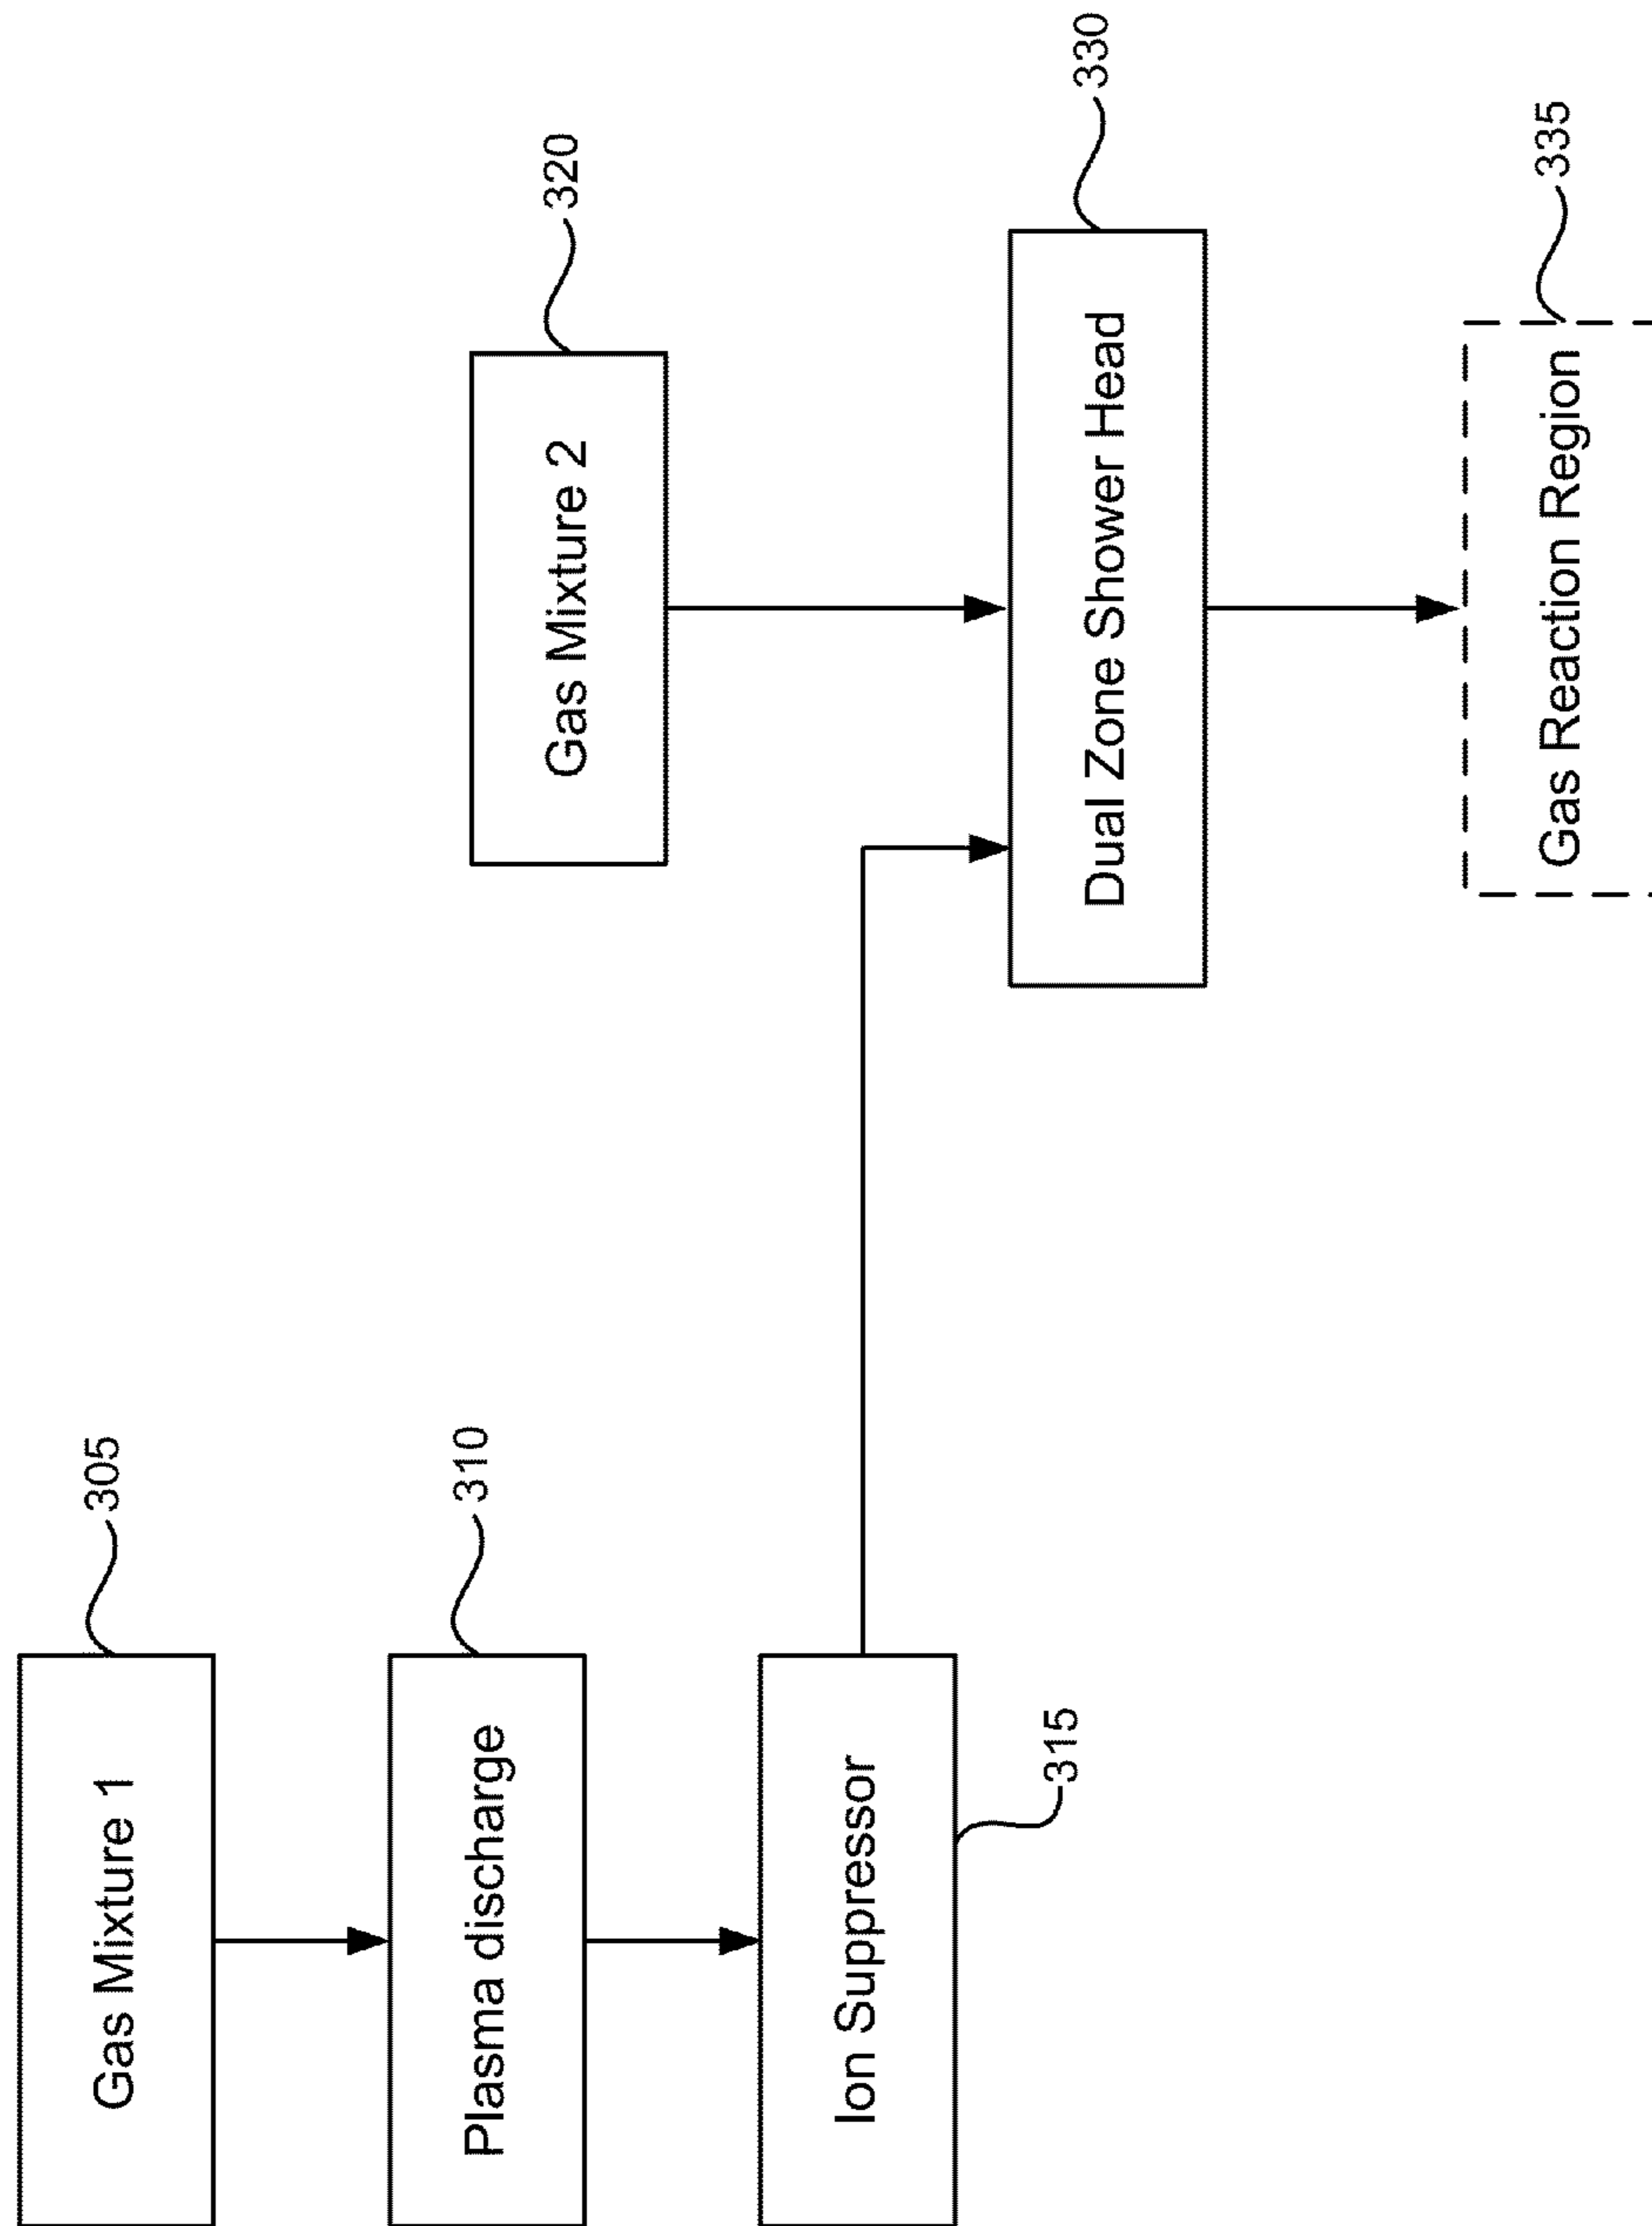 Gas Mixture 1
305
Plasma discharge
310
Ion Suppressor
315
Gas Mixture 2
320
Dual Zone Shower Head
330
Gas Reaction Region
335